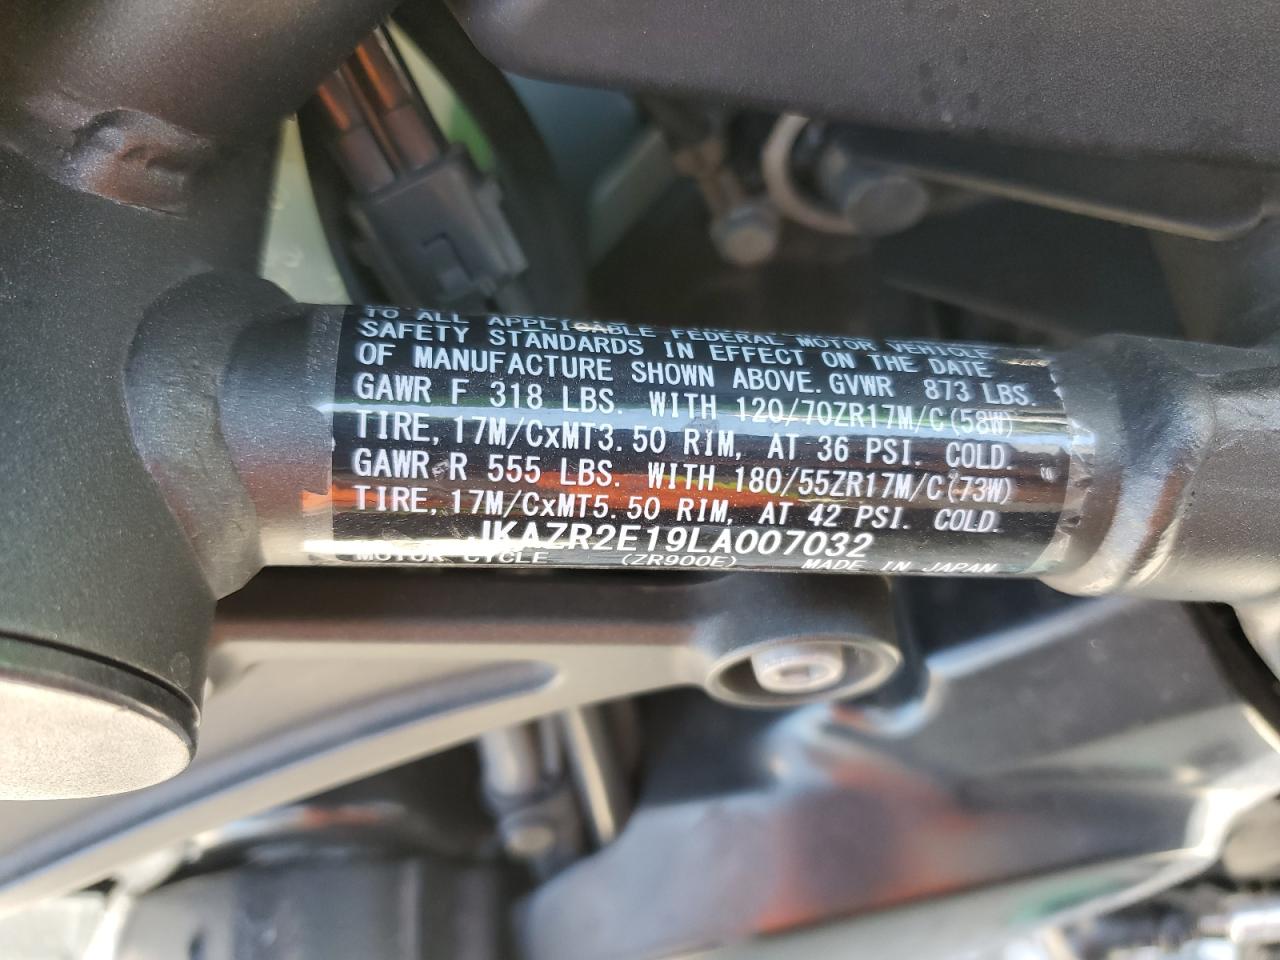 TO ALL APPLICABLE FEDERAL MOTOR VEHICLE
SAFETY STANDARDS IN EFFECT ON THE DATE
OF MANUFACTURE SHOWN ABOVE. GVWR 873 LBS.
GAWR F 318 LBS. WITH 120/70ZR17M/C(58W)
TIRE, 17M/CxMT3.50 RIM, AT 36 PSI. COLD.
GAWR R 555 LBS. WITH 180/55ZR17M/C(73W)
TIRE, 17M/CxMT5.50 RIM, AT 42 PSI. COLD.
JKAZR2E19LA007032
MOTOR CYCLE (ZR900E) MADE IN JAPAN